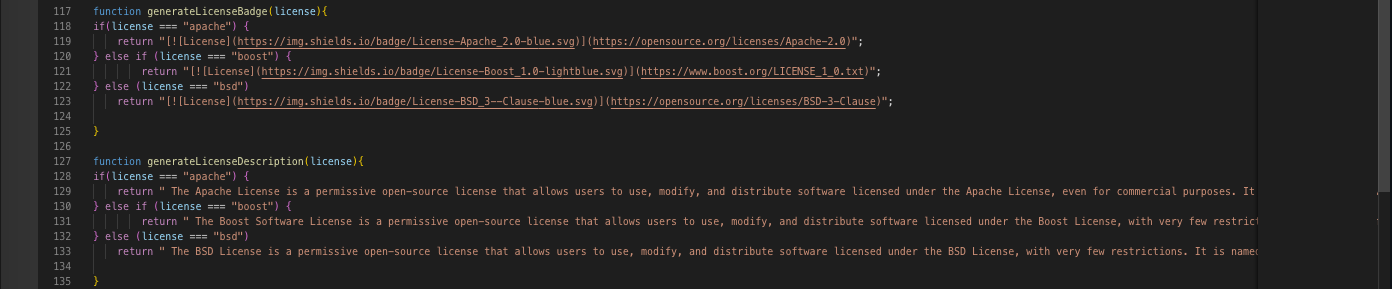 117 function generateLicenseBadge(license){
118 if(license === "apache") {
119 return "[![License](https://img.shields.io/badge/License-Apache_2.0-blue.svg)](https://opensource.org/licenses/Apache-2.0)";
120 } else if (license === "boost") {
121 return "[![License](https://img.shields.io/badge/License-Boost_1.0-lightblue.svg)](https://www.boost.org/LICENSE_1_0.txt)";
122 } else (license === "bsd")
123 return "[![License](https://img.shields.io/badge/License-BSD_3--Clause-blue.svg)](https://opensource.org/licenses/BSD-3-Clause)";
124
125 }
126
127 function generateLicenseDescription(license){
128 if(license === "apache") {
129 return " The Apache License is a permissive open-source license that allows users to use, modify, and distribute software licensed under the Apache License, even for commercial purposes. It
130 } else if (license === "boost") {
131 return " The Boost Software License is a permissive open-source license that allows users to use, modify, and distribute software licensed under the Boost License, with very few restrict
132 } else (license === "bsd")
133 return " The BSD License is a permissive open-source license that allows users to use, modify, and distribute software licensed under the BSD License, with very few restrictions. It is named
134
135 }